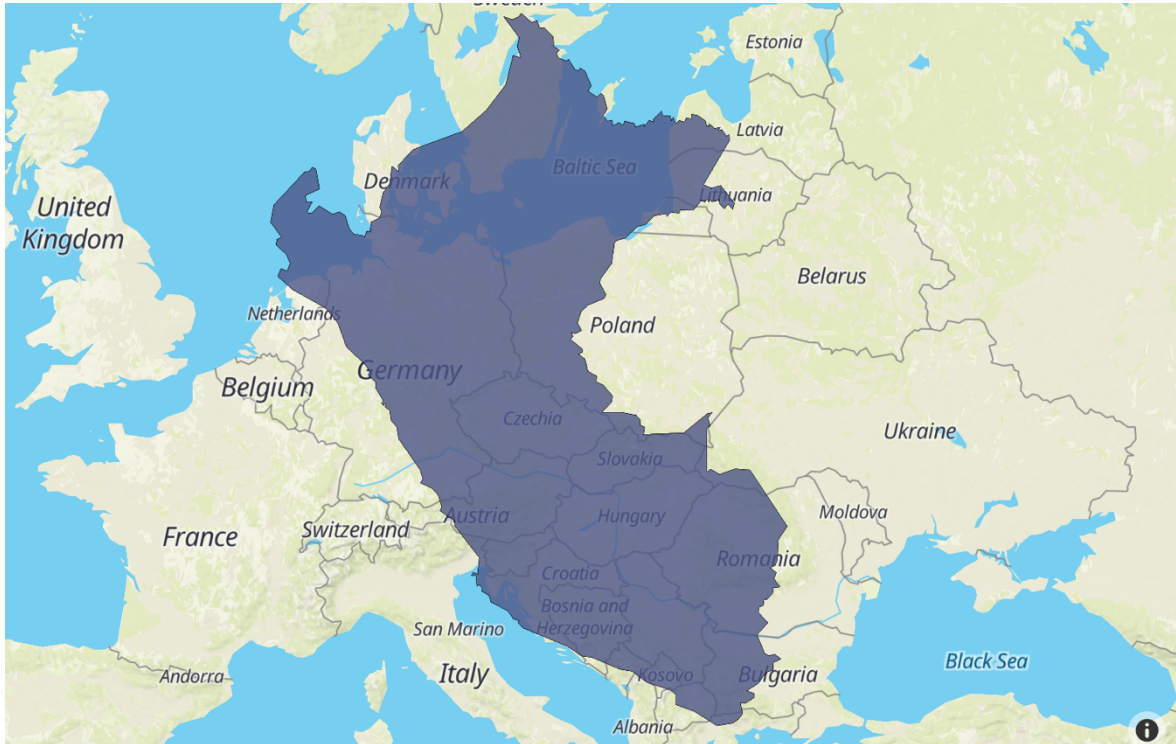 Sweden
Estonia
Latvia
Denmark
Baltic Sea
Lithuania
United
Kingdom
Belarus
Netherlands
Poland
Germany
Belgium
Czechia
Ukraine
Slovakia
Moldova
Austria
Hungary
Switzerland
France
Romania
Croatia
Bosnia and
Herzegovina
San Marino
Black Sea
Andorra
Italy
Kosovo
Bulgaria
Albania
i